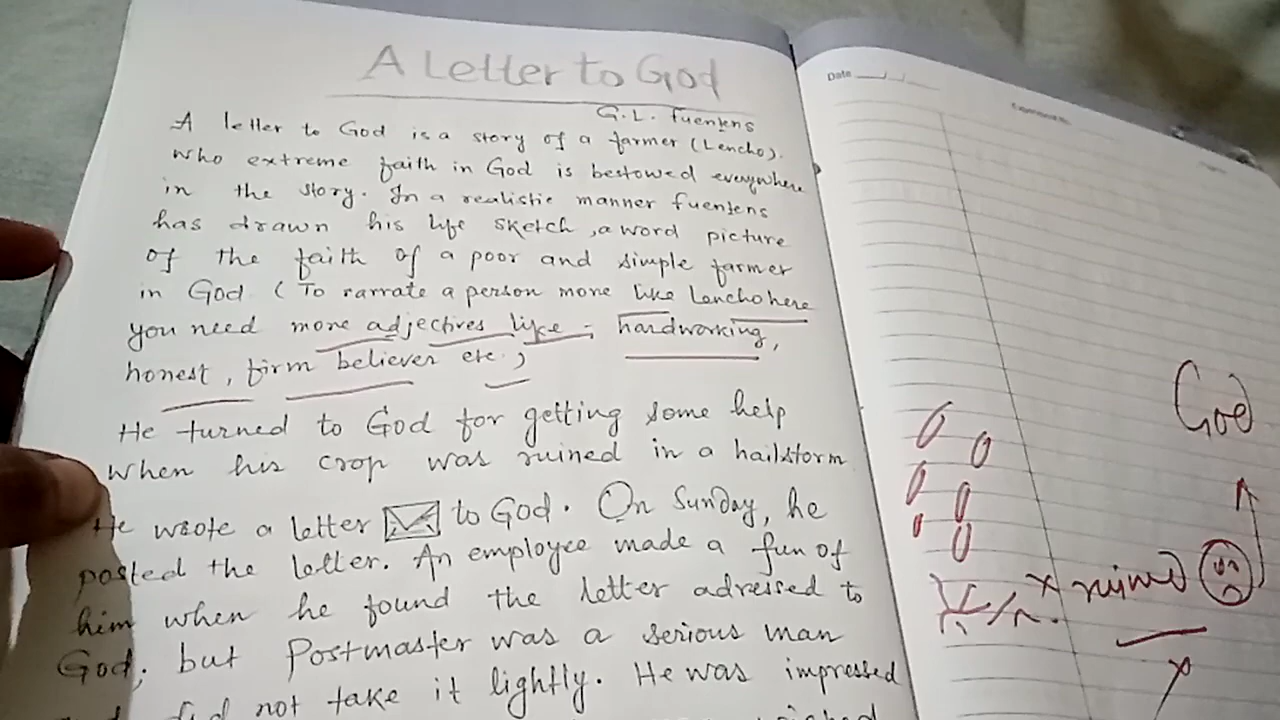 A Letter to God
G.L. Fuentens
A letter to God is a story of a farmer (Lencho).
Who extreme faith in God is bestowed everywhere
in the story. In a realistic manner fuentens
has drawn his life sketch, a word picture
of the faith of a poor and simple farmer
in God (To narrate a person more like Lencho here
you need more adjectives like - hardworking,
honest, firm believer etc.)
He turned to God for getting some help
When his crop was ruined in a hailstorm
He wrote a letter to God. On Sunday, he
posted the letter. An employee made a fun of
him when he found the letter adressed to
God. but Postmaster was a serious man
did not take it lightly. He was impressed
Date
God
ruined